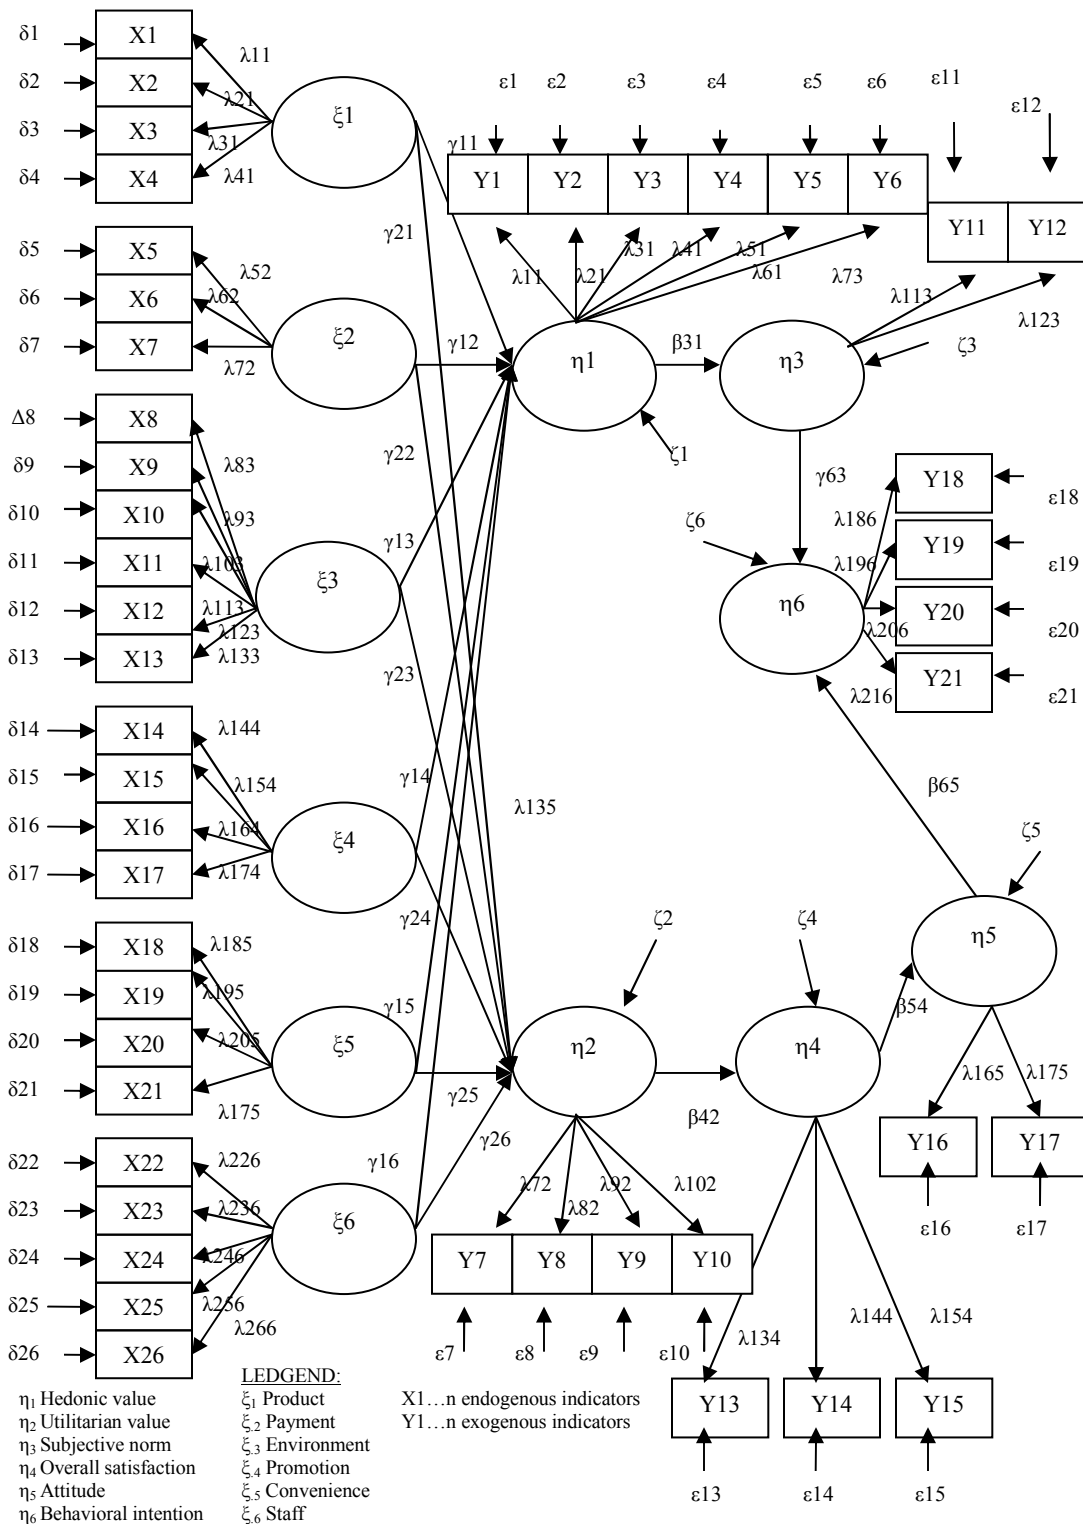 δ1 X1 λ11
δ2 X2 λ21
δ3 X3 λ31
δ4 X4 λ41
ξ1
ε1 ε2 ε3 ε4 ε5 ε6 ε11 ε12
γ11
Y1 Y2 Y3 Y4 Y5 Y6
Y11 Y12
γ21
λ11 λ21 λ31 λ41 λ51 λ61 λ73 λ113 λ123
δ5 X5 λ52
δ6 X6 λ62
δ7 X7 λ72
ξ2
γ12
η1
β31
η3
ζ3
γ22
ζ1
Δ8 X8 λ83
δ9 X9 λ93
δ10 X10 λ103
δ11 X11 λ113
δ12 X12 λ123
δ13 X13 λ133
ξ3
γ13
γ23
γ63
ζ6
η6
λ186 Y18 ε18
λ196 Y19 ε19
λ206 Y20 ε20
λ216 Y21 ε21
δ14 X14 λ144
δ15 X15 λ154
δ16 X16 λ164
δ17 X17 λ174
ξ4
γ14
λ135
β65
ζ5
γ24
ζ2
ζ4
η5
δ18 X18 λ185
δ19 X19 λ195
δ20 X20 λ205
δ21 X21 λ175
ξ5
γ15
η2
η4
β54
γ25
β42
λ165 λ175
Y16 Y17
ε16 ε17
δ22 X22 λ226
δ23 X23 λ236
δ24 X24 λ246
δ25 X25 λ256
δ26 X26 λ266
ξ6
γ16
γ26
λ72 λ82 λ92 λ102
Y7 Y8 Y9 Y10
ε7 ε8 ε9 ε10
λ134 λ144 λ154
Y13 Y14 Y15
ε13 ε14 ε15
LEDGEND:
η1 Hedonic value
η2 Utilitarian value
η3 Subjective norm
η4 Overall satisfaction
η5 Attitude
η6 Behavioral intention
ξ1 Product
ξ.2 Payment
ξ.3 Environment
ξ.4 Promotion
ξ.5 Convenience
ξ.6 Staff
X1…n endogenous indicators
Y1…n exogenous indicators